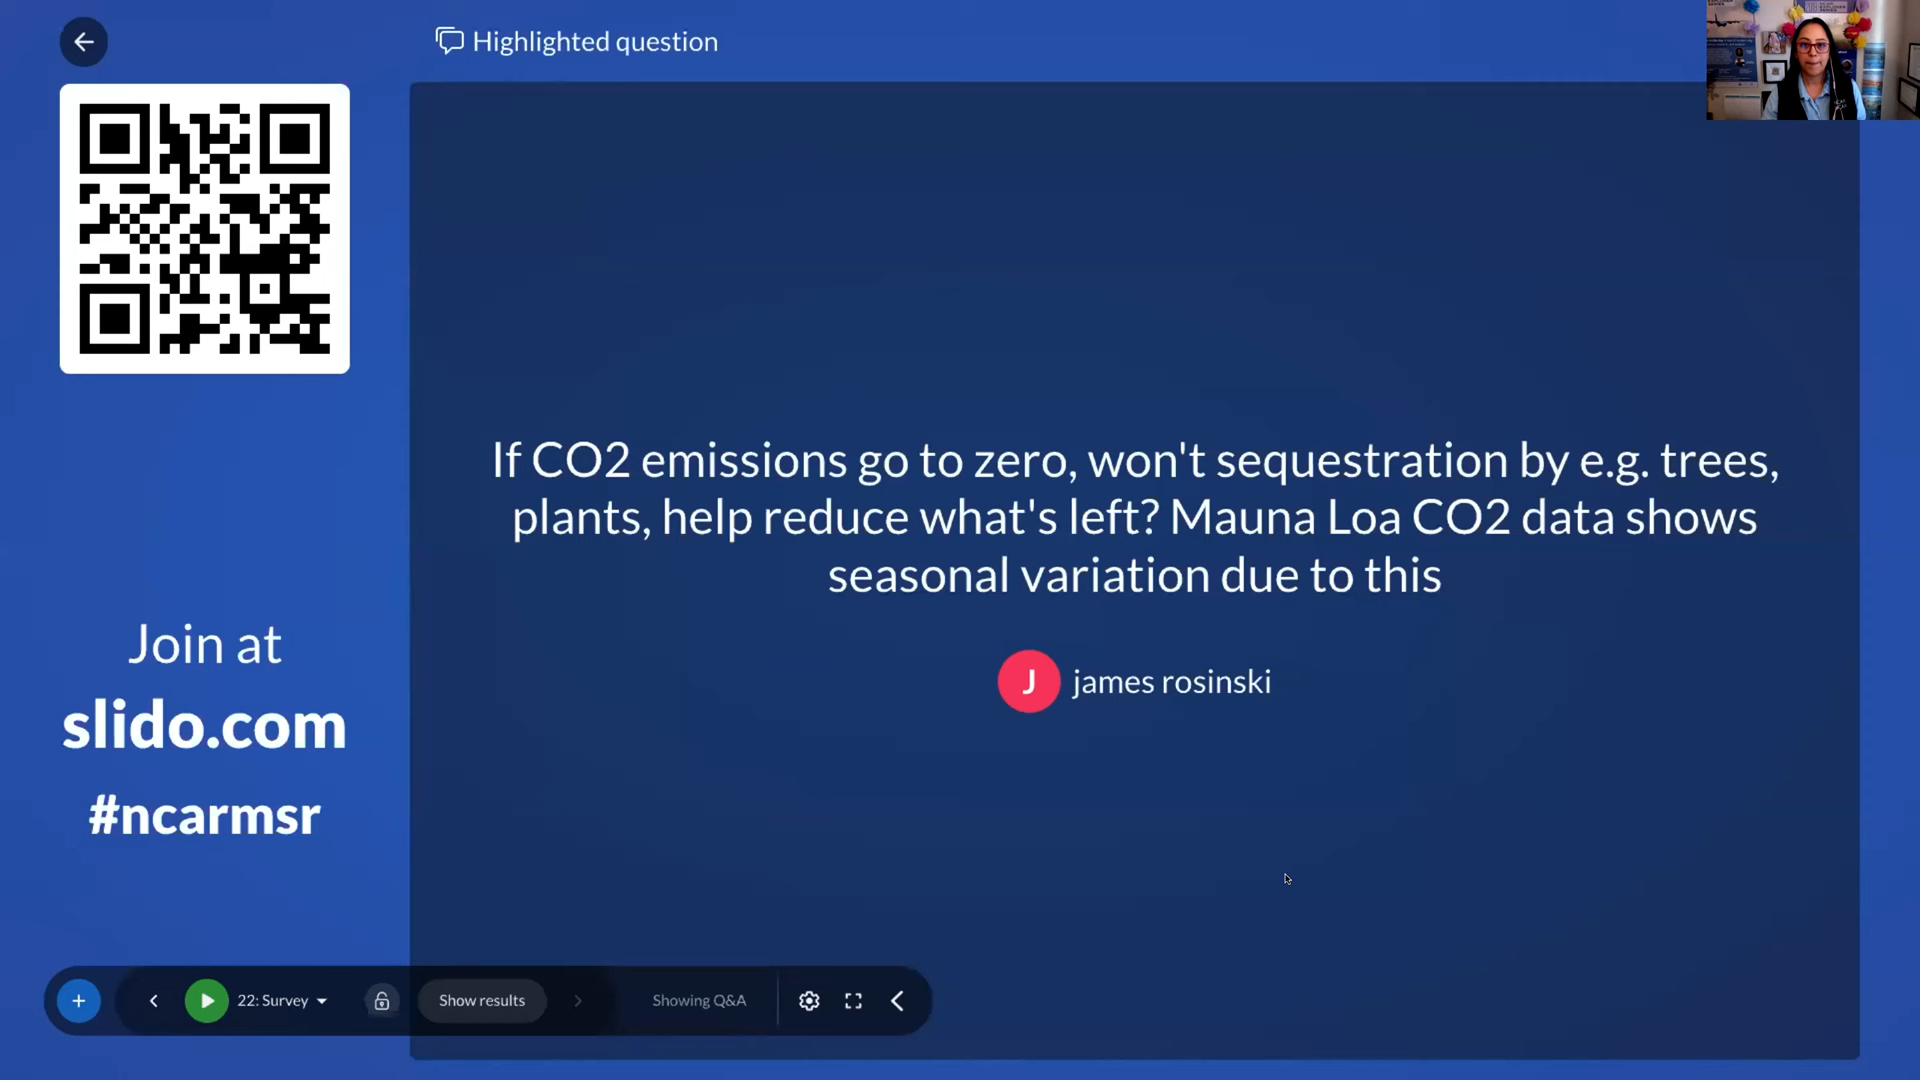 Highlighted question
If CO2 emissions go to zero, won't sequestration by e.g. trees,
plants, help reduce what's left? Mauna Loa CO2 data shows
seasonal variation due to this
J
james rosinski
Join at
slido.com
#ncarmsr
22: Survey
Show results
Showing Q&A